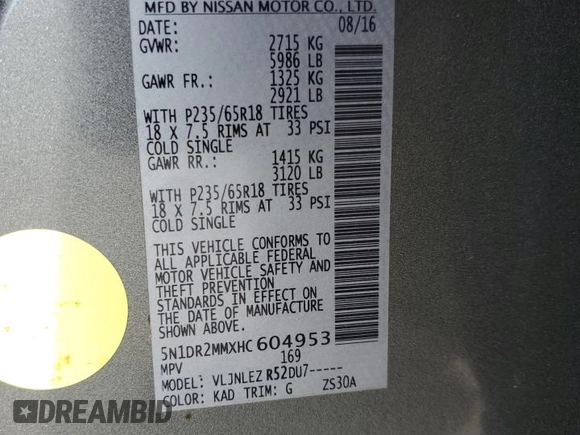 MFD BY NISSAN MOTOR CO., LTD.
DATE: 08/16
GVWR: 2715 KG
5986 LB
GAWR FR.: 1325 KG
2921 LB
WITH P235/65R18 TIRES
18 X 7.5 RIMS AT 33 PSI
COLD SINGLE
GAWR RR.: 1415 KG
3120 LB
WITH P235/65R18 TIRES
18 X 7.5 RIMS AT 33 PSI
COLD SINGLE
THIS VEHICLE CONFORMS TO
ALL APPLICABLE FEDERAL
MOTOR VEHICLE SAFETY AND
THEFT PREVENTION
STANDARDS IN EFFECT ON
THE DATE OF MANUFACTURE
SHOWN ABOVE.
5N1DR2MMXHC604953
MPV 169
MODEL: VLJNLEZ R52DU7-----
COLOR: KAD TRIM: G ZS30A
DREAMBID